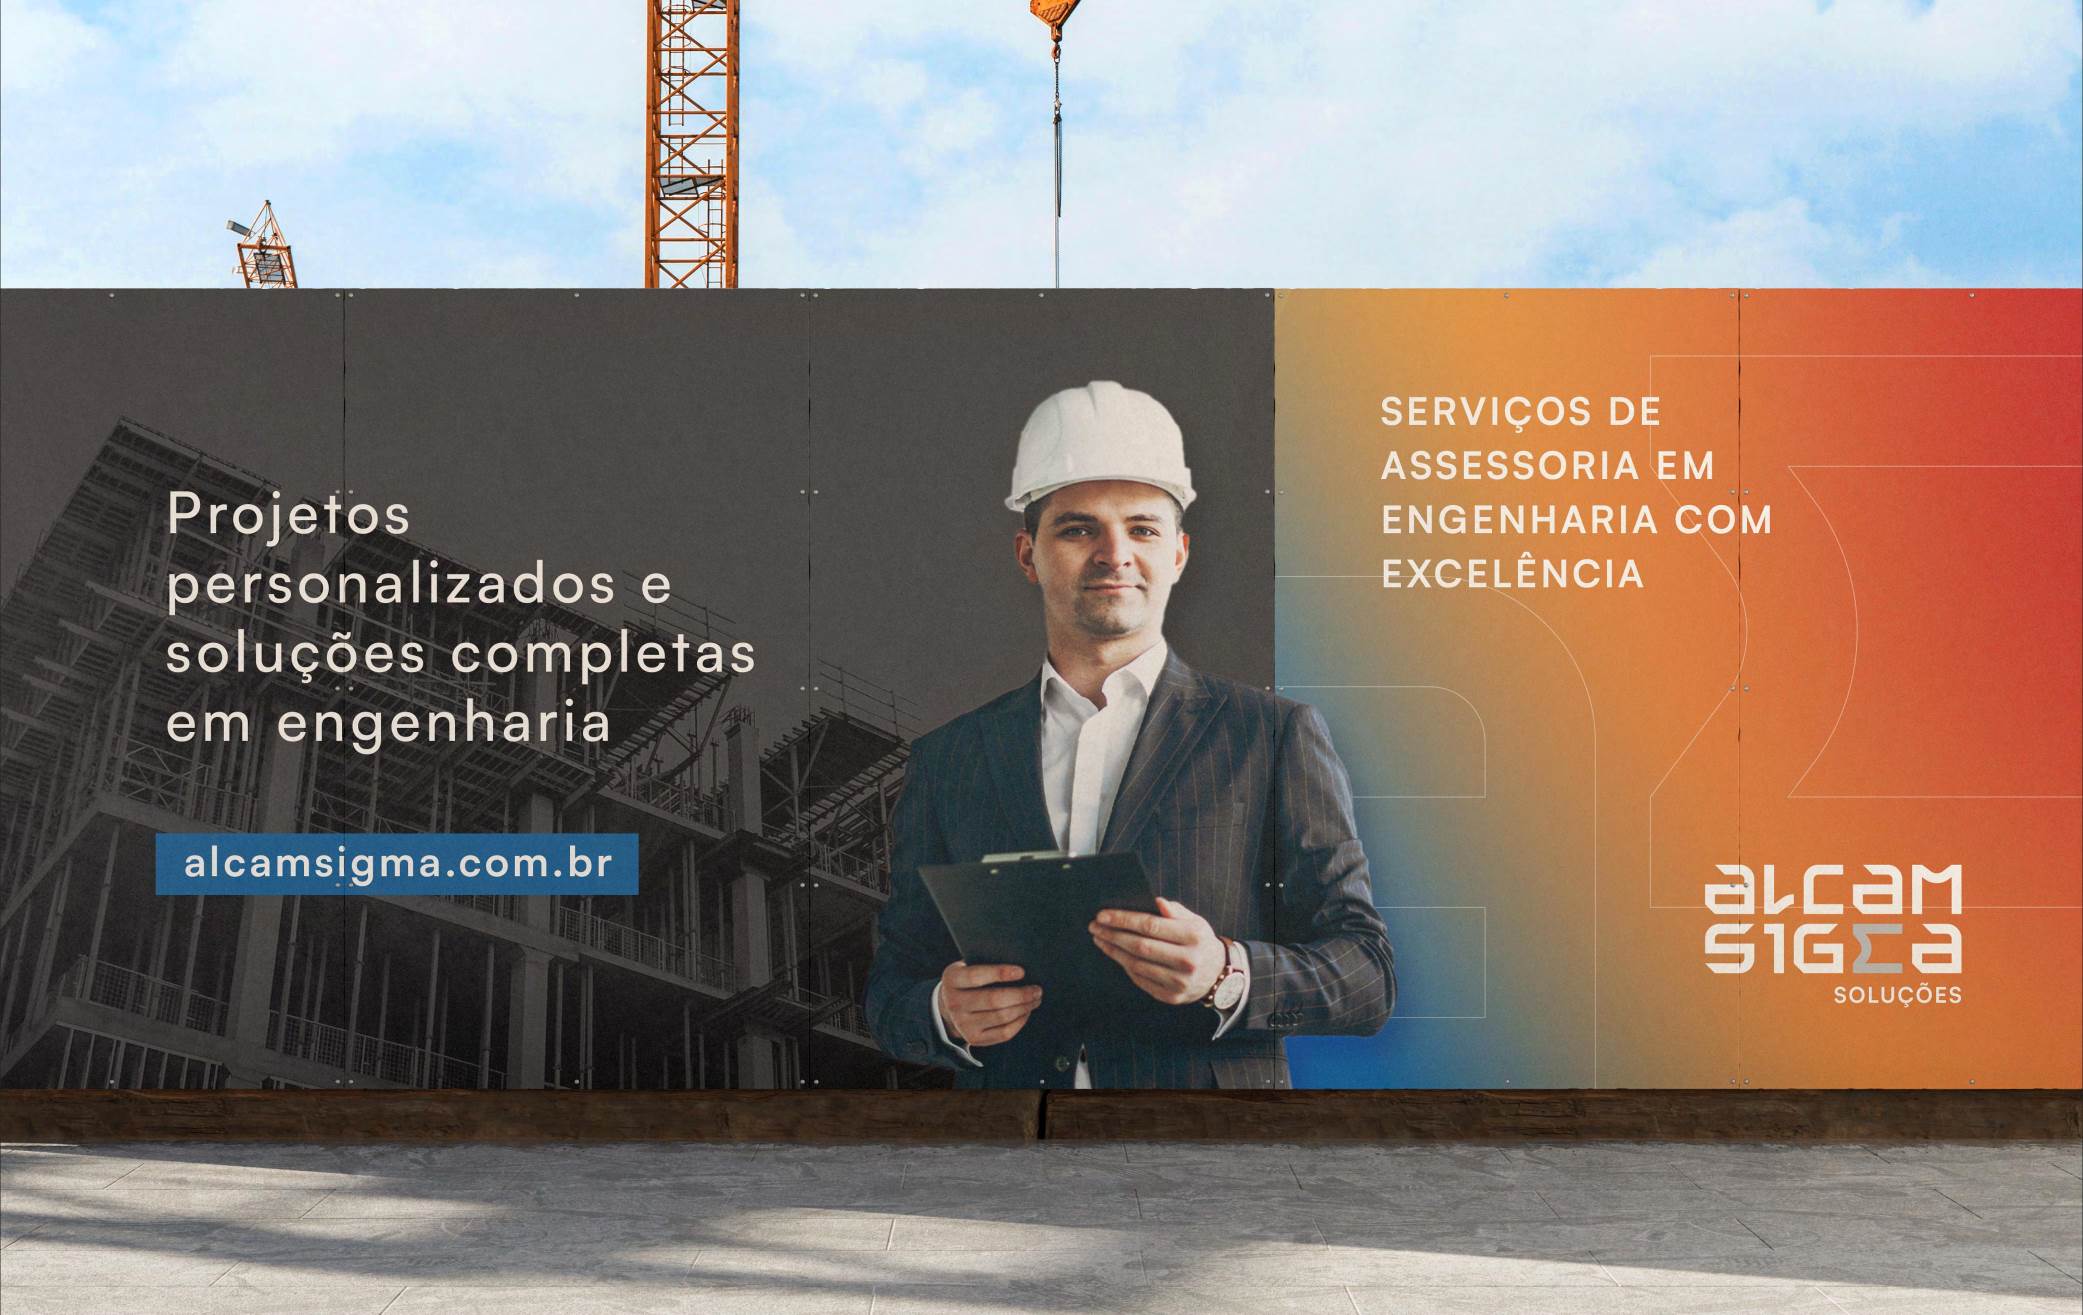 Projetos
personalizados e
soluções completas
em engenharia
alcamsigma.com.br
SERVIÇOS DE
ASSESSORIA EM
ENGENHARIA COM
EXCELÊNCIA
ALCAM
SIGMA
SOLUÇÕES